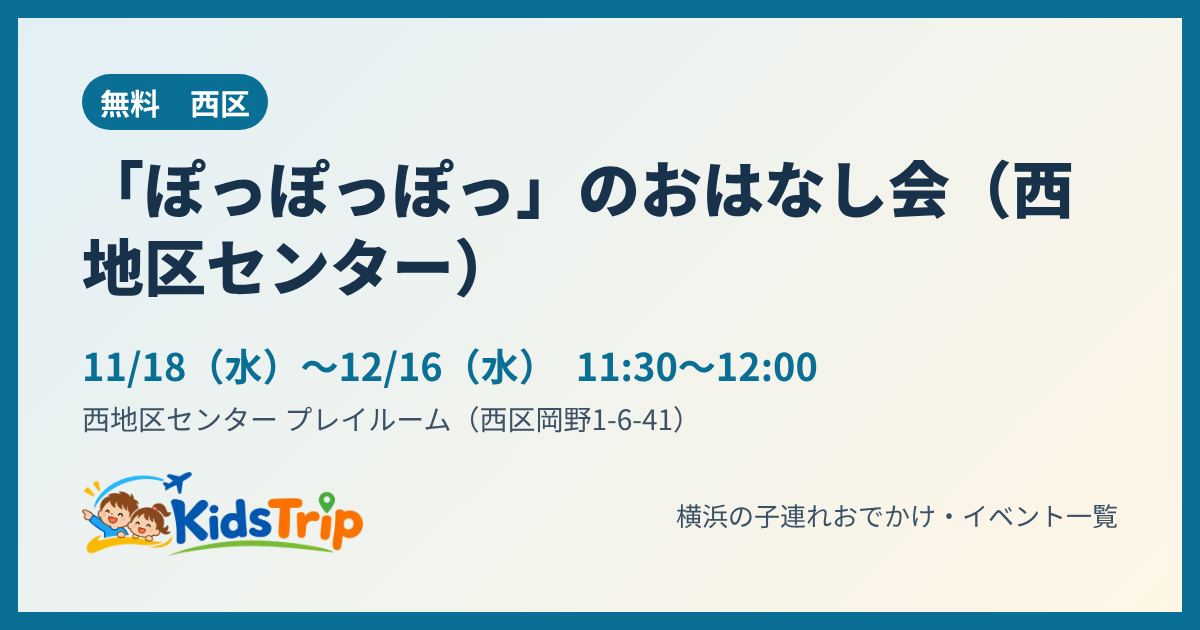 無料　西区
「ぽっぽっぽっ」のおはなし会（西
地区センター）
11/18（水）～12/16（水） 11:30～12:00
西地区センター プレイルーム（西区岡野1-6-41）
KidsTrip
横浜の子連れおでかけ・イベント一覧